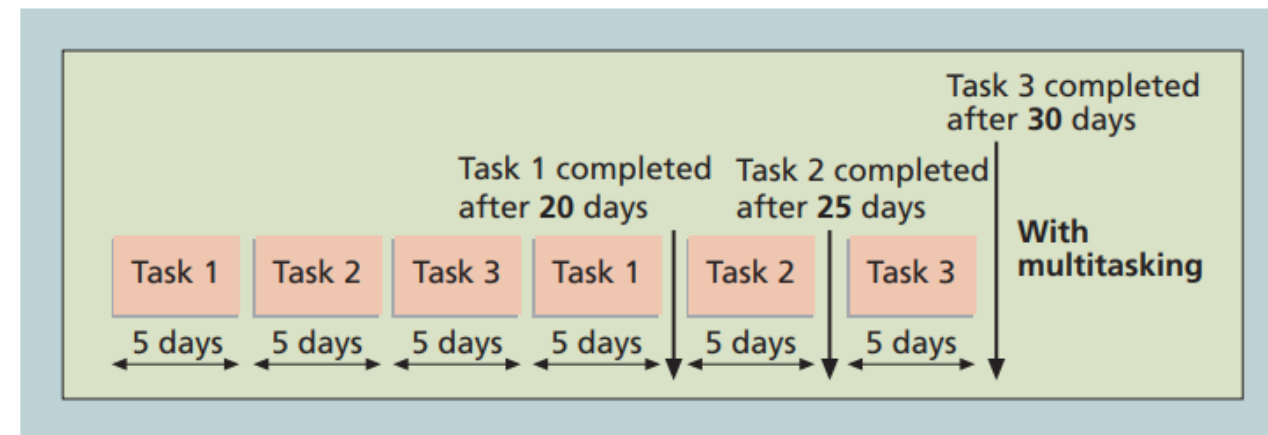 Task 3 completed
after 30 days
Task 1 completed
after 20 days
Task 2 completed
after 25 days
With
multitasking
Task 1
Task 2
Task 3
Task 1
Task 2
Task 3
5 days
5 days
5 days
5 days
5 days
5 days